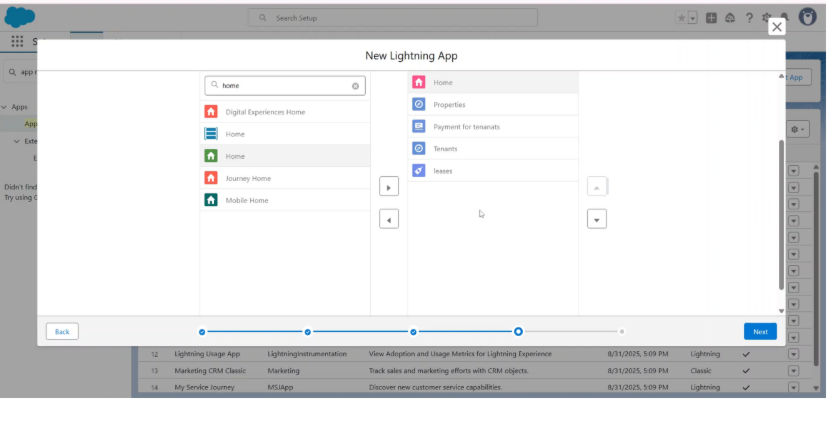 Search Setup
S
New Lightning App
app r
App
Apps
App
Exte
E
Didn't find
Try using G
home
Digital Experiences Home
Home
Home
Journey Home
Mobile Home
Home
Properties
Payment for tenanats
Tenants
leases
Back
Next
12 Lightning Usage App LightningInstrumentation View Adoption and Usage Metrics for Lightning Experience 8/31/2025, 5:09 PM Lightning
13 Marketing CRM Classic Marketing Track sales and marketing efforts with CRM objects. 8/31/2025, 5:09 PM Classic
14 My Service Journey MSJApp Discover new customer service capabilities. 8/31/2025, 5:09 PM Lightning